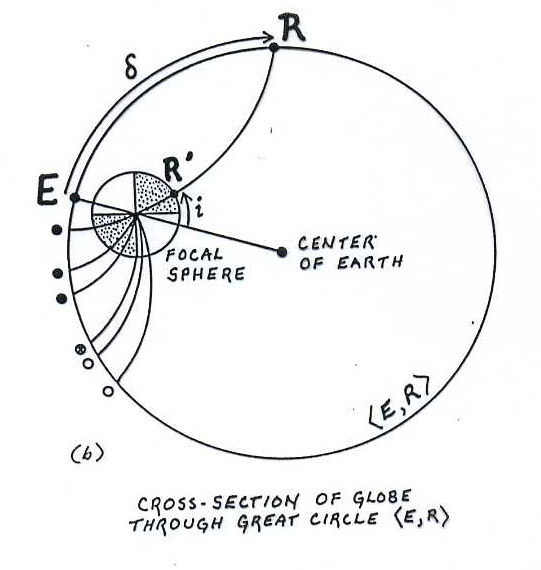 R
δ
R'
E
i
FOCAL
SPHERE
CENTER
OF EARTH
⟨E,R⟩
(b)
CROSS-SECTION OF GLOBE
THROUGH GREAT CIRCLE ⟨E,R⟩